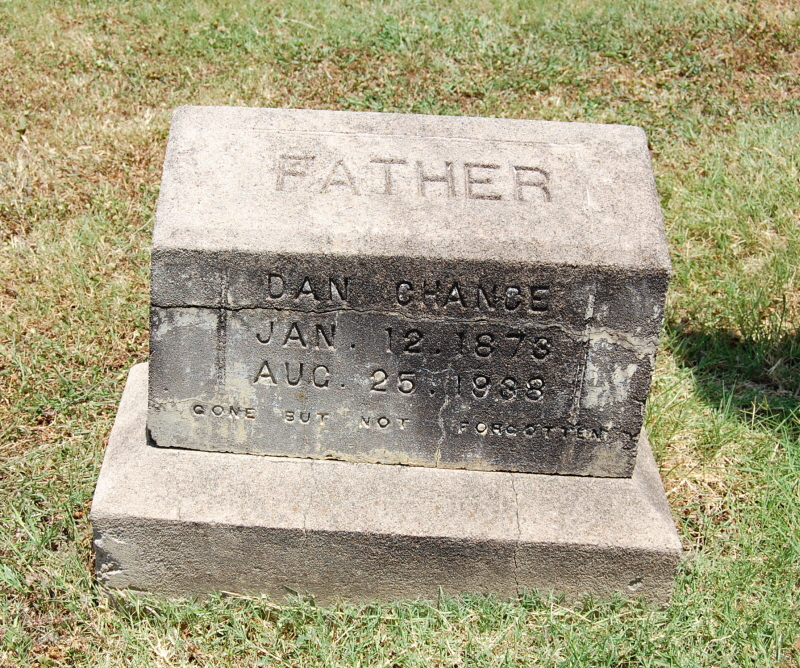 FATHER
DAN CHANCE
JAN. 12. 1873
AUG. 25. 1938
GONE BUT NOT FORGOTTEN